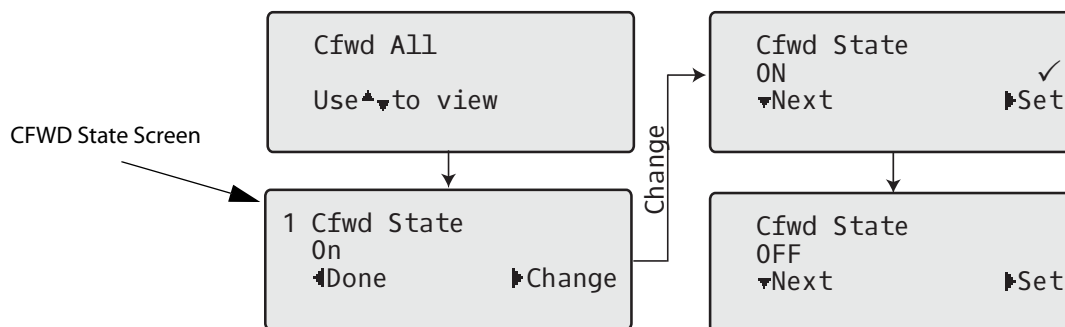 Cfwd All
Use▲▼to view
CFWD State Screen
1 Cfwd State
On
◀Done ▶Change
Change
Cfwd State
ON ✓
▼Next ▶Set
Cfwd State
OFF
▼Next ▶Set